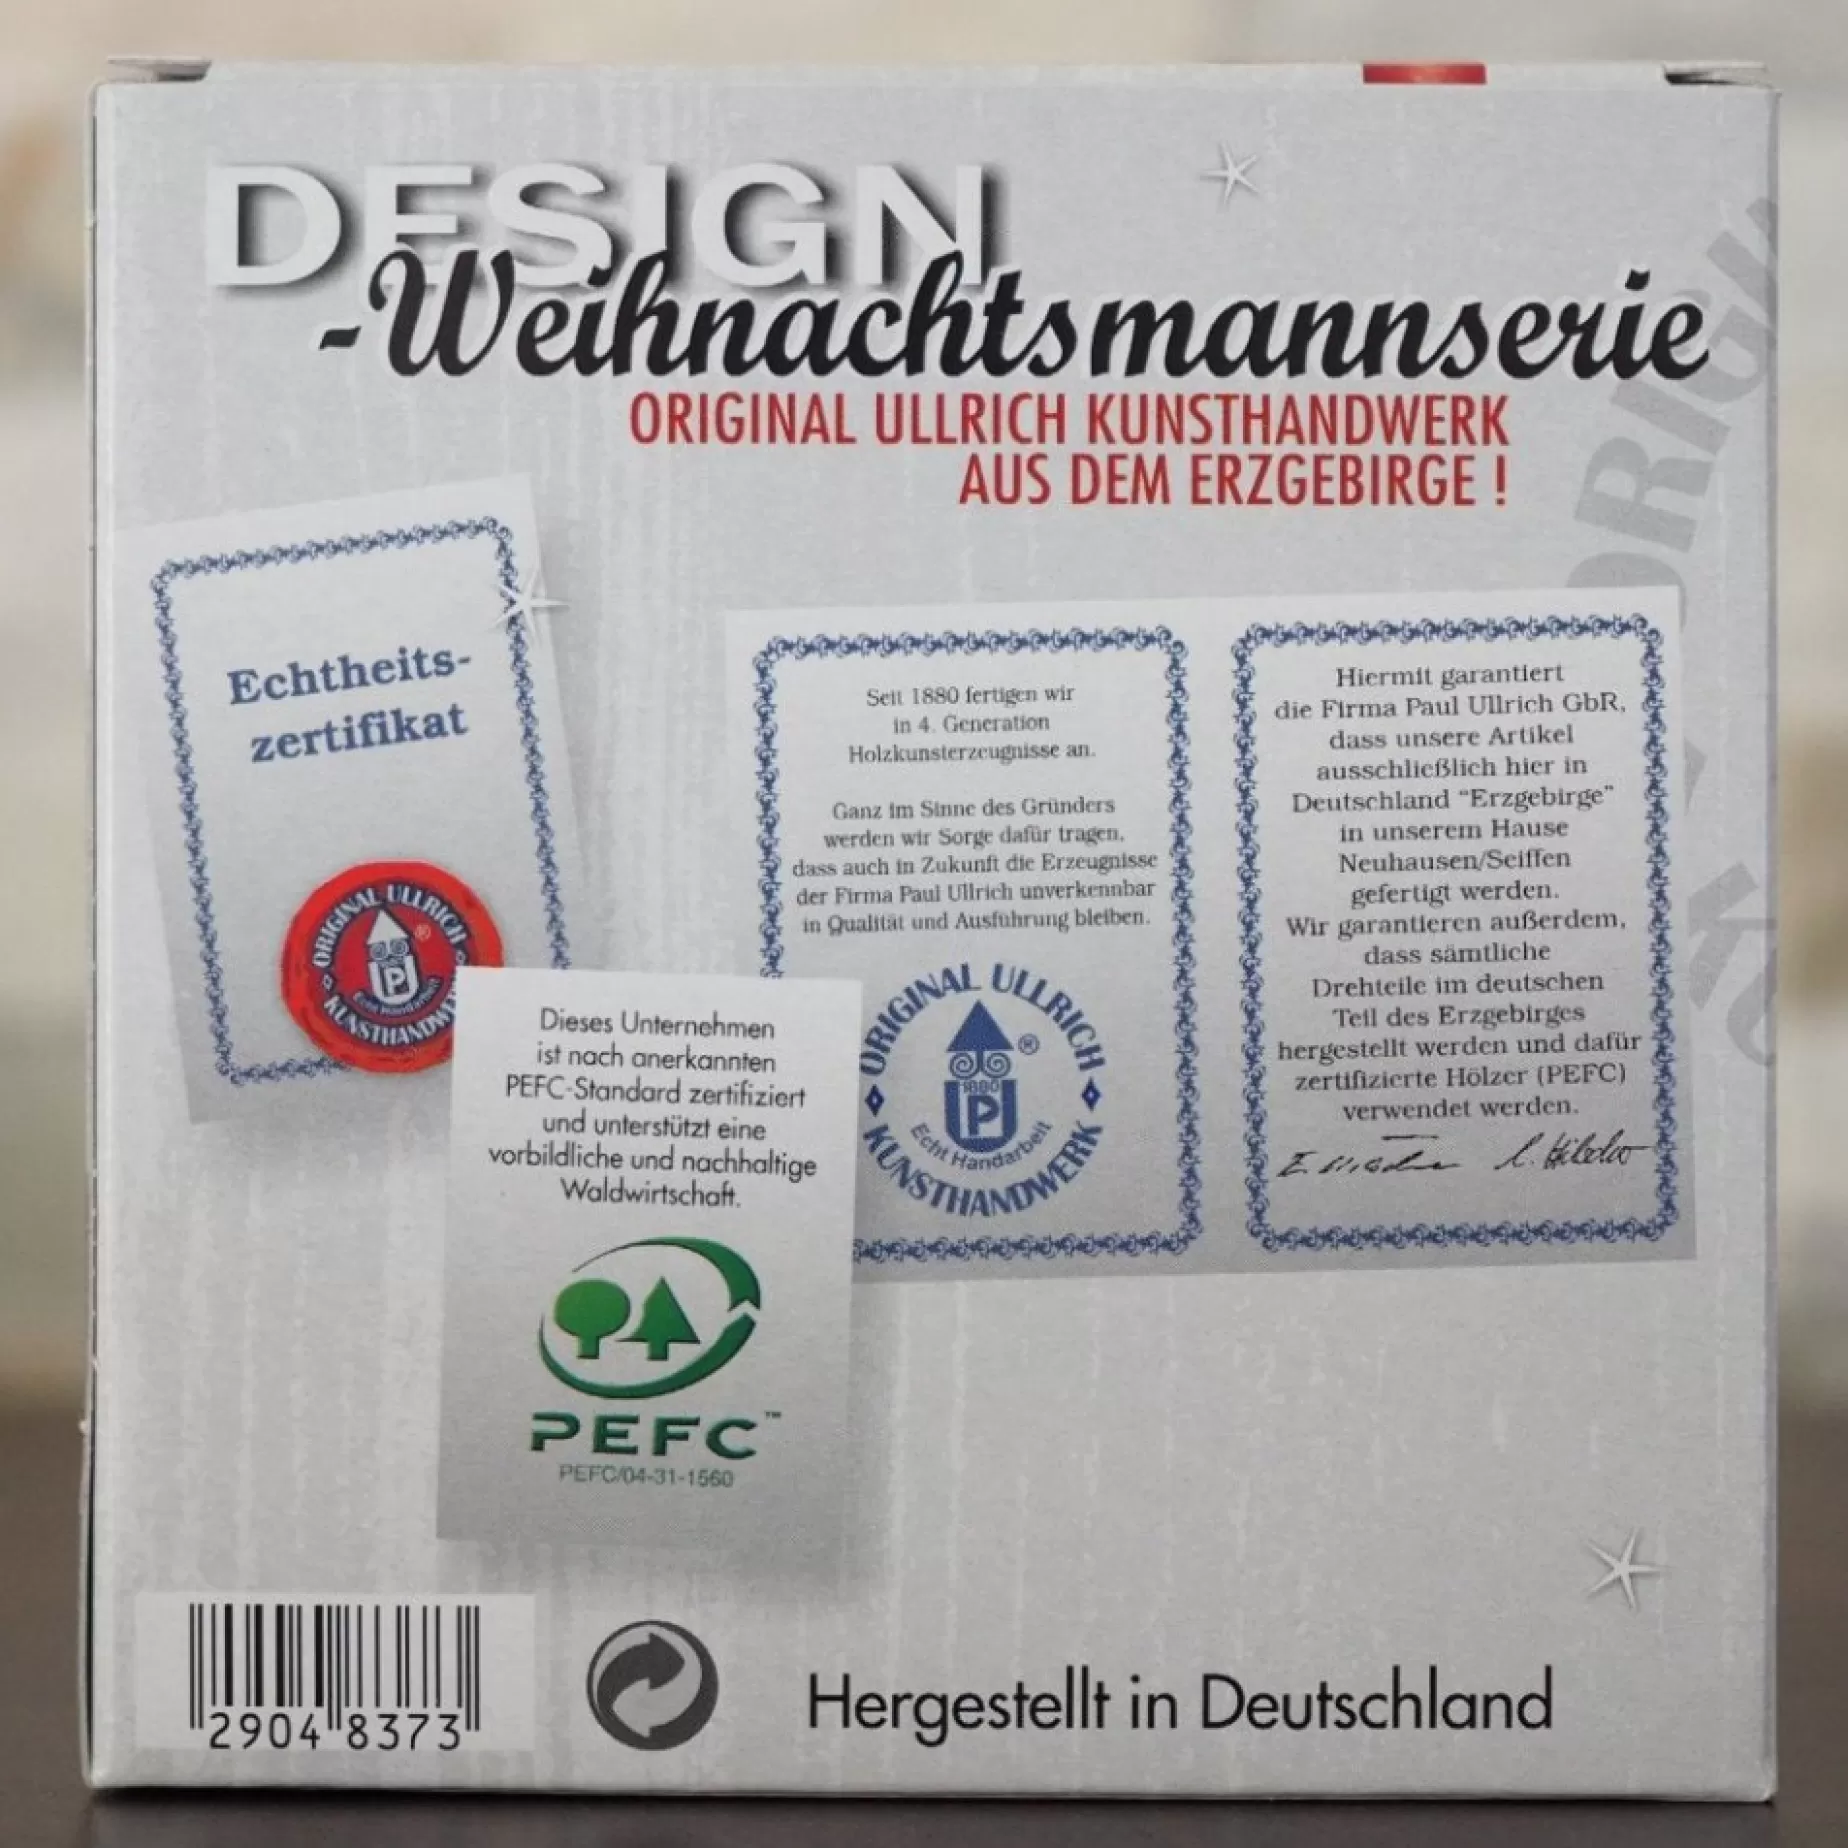 DESIGN
-Weihnachtsmannserie
ORIGINAL ULLRICH KUNSTHANDWERK
AUS DEM ERZGEBIRGE !
Echtheits-
zertifikat
ORIGINAL ULLRICH
®
P
Echt Handarbeit
KUNSTHANDWERK
Seit 1880 fertigen wir
in 4. Generation
Holzkunsterzeugnisse an.
Ganz im Sinne des Gründers
werden wir Sorge dafür tragen,
dass auch in Zukunft die Erzeugnisse
der Firma Paul Ullrich unverkennbar
in Qualität und Ausführung bleiben.
ORIGINAL ULLRICH
®
1880
P
Echt Handarbeit
KUNSTHANDWERK
Hiermit garantiert
die Firma Paul Ullrich GbR,
dass unsere Artikel
ausschließlich hier in
Deutschland “Erzgebirge”
in unserem Hause
Neuhausen/Seiffen
gefertigt werden.
Wir garantieren außerdem,
dass sämtliche
Drehteile im deutschen
Teil des Erzgebirges
hergestellt werden und dafür
zertifizierte Hölzer (PEFC)
verwendet werden.
Dieses Unternehmen
ist nach anerkannten
PEFC-Standard zertifiziert
und unterstützt eine
vorbildliche und nachhaltige
Waldwirtschaft.
PEFC™
PEFC/04-31-1560
2904 8373
Hergestellt in Deutschland
ORIGI